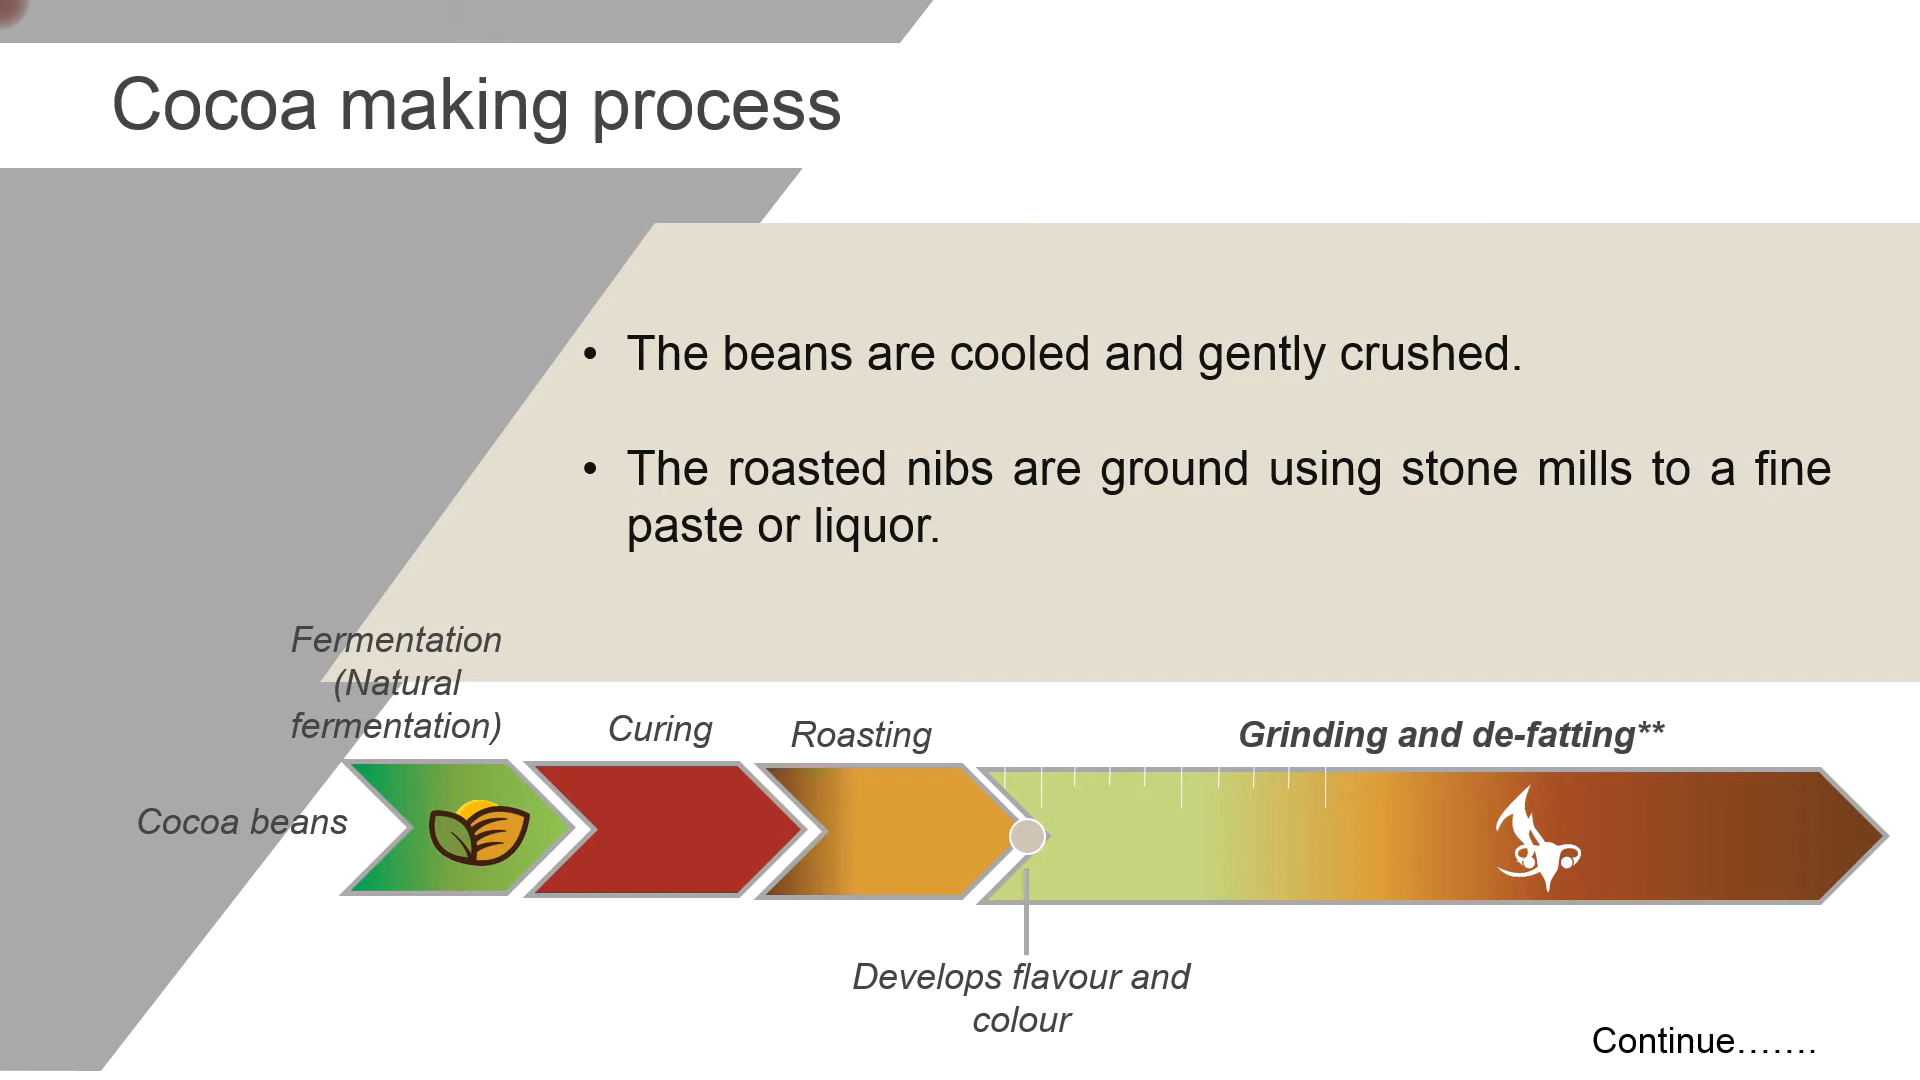 Cocoa making process
• The beans are cooled and gently crushed.
• The roasted nibs are ground using stone mills to a fine
paste or liquor.
Fermentation
(Natural
fermentation)
Curing
Roasting
Grinding and de-fatting**
Cocoa beans
Develops flavour and
colour
Continue.......